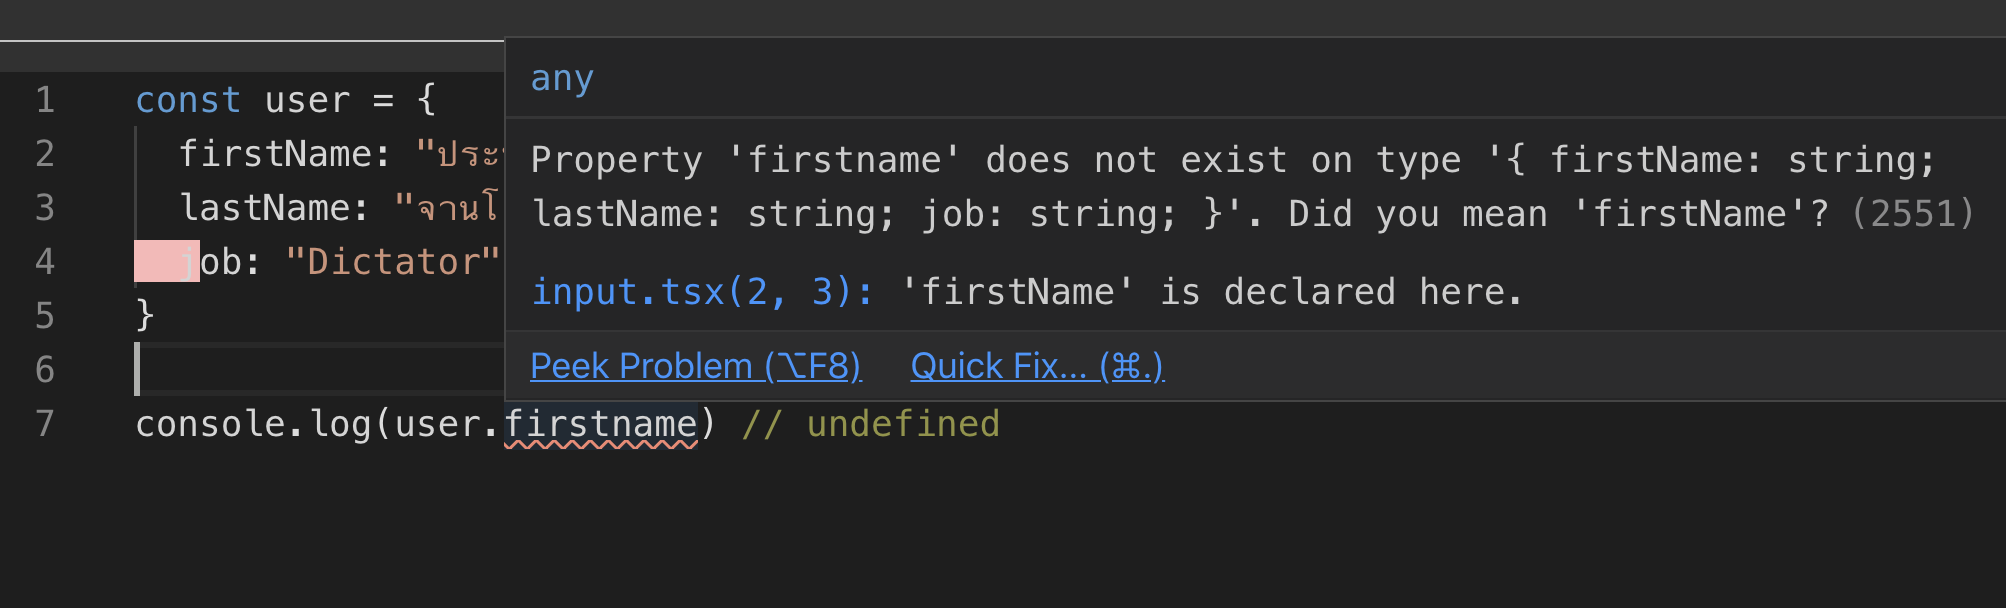 any
Property 'firstname' does not exist on type '{ firstName: string;
lastName: string; job: string; }'. Did you mean 'firstName'? (2551)
input.tsx(2, 3): 'firstName' is declared here.
Peek Problem (⌥F8) Quick Fix... (⌘.)
1 const user = {
2 firstName: "ประ
3 lastName: "จานโ
4 job: "Dictator"
5 }
6
7 console.log(user.firstname) // undefined